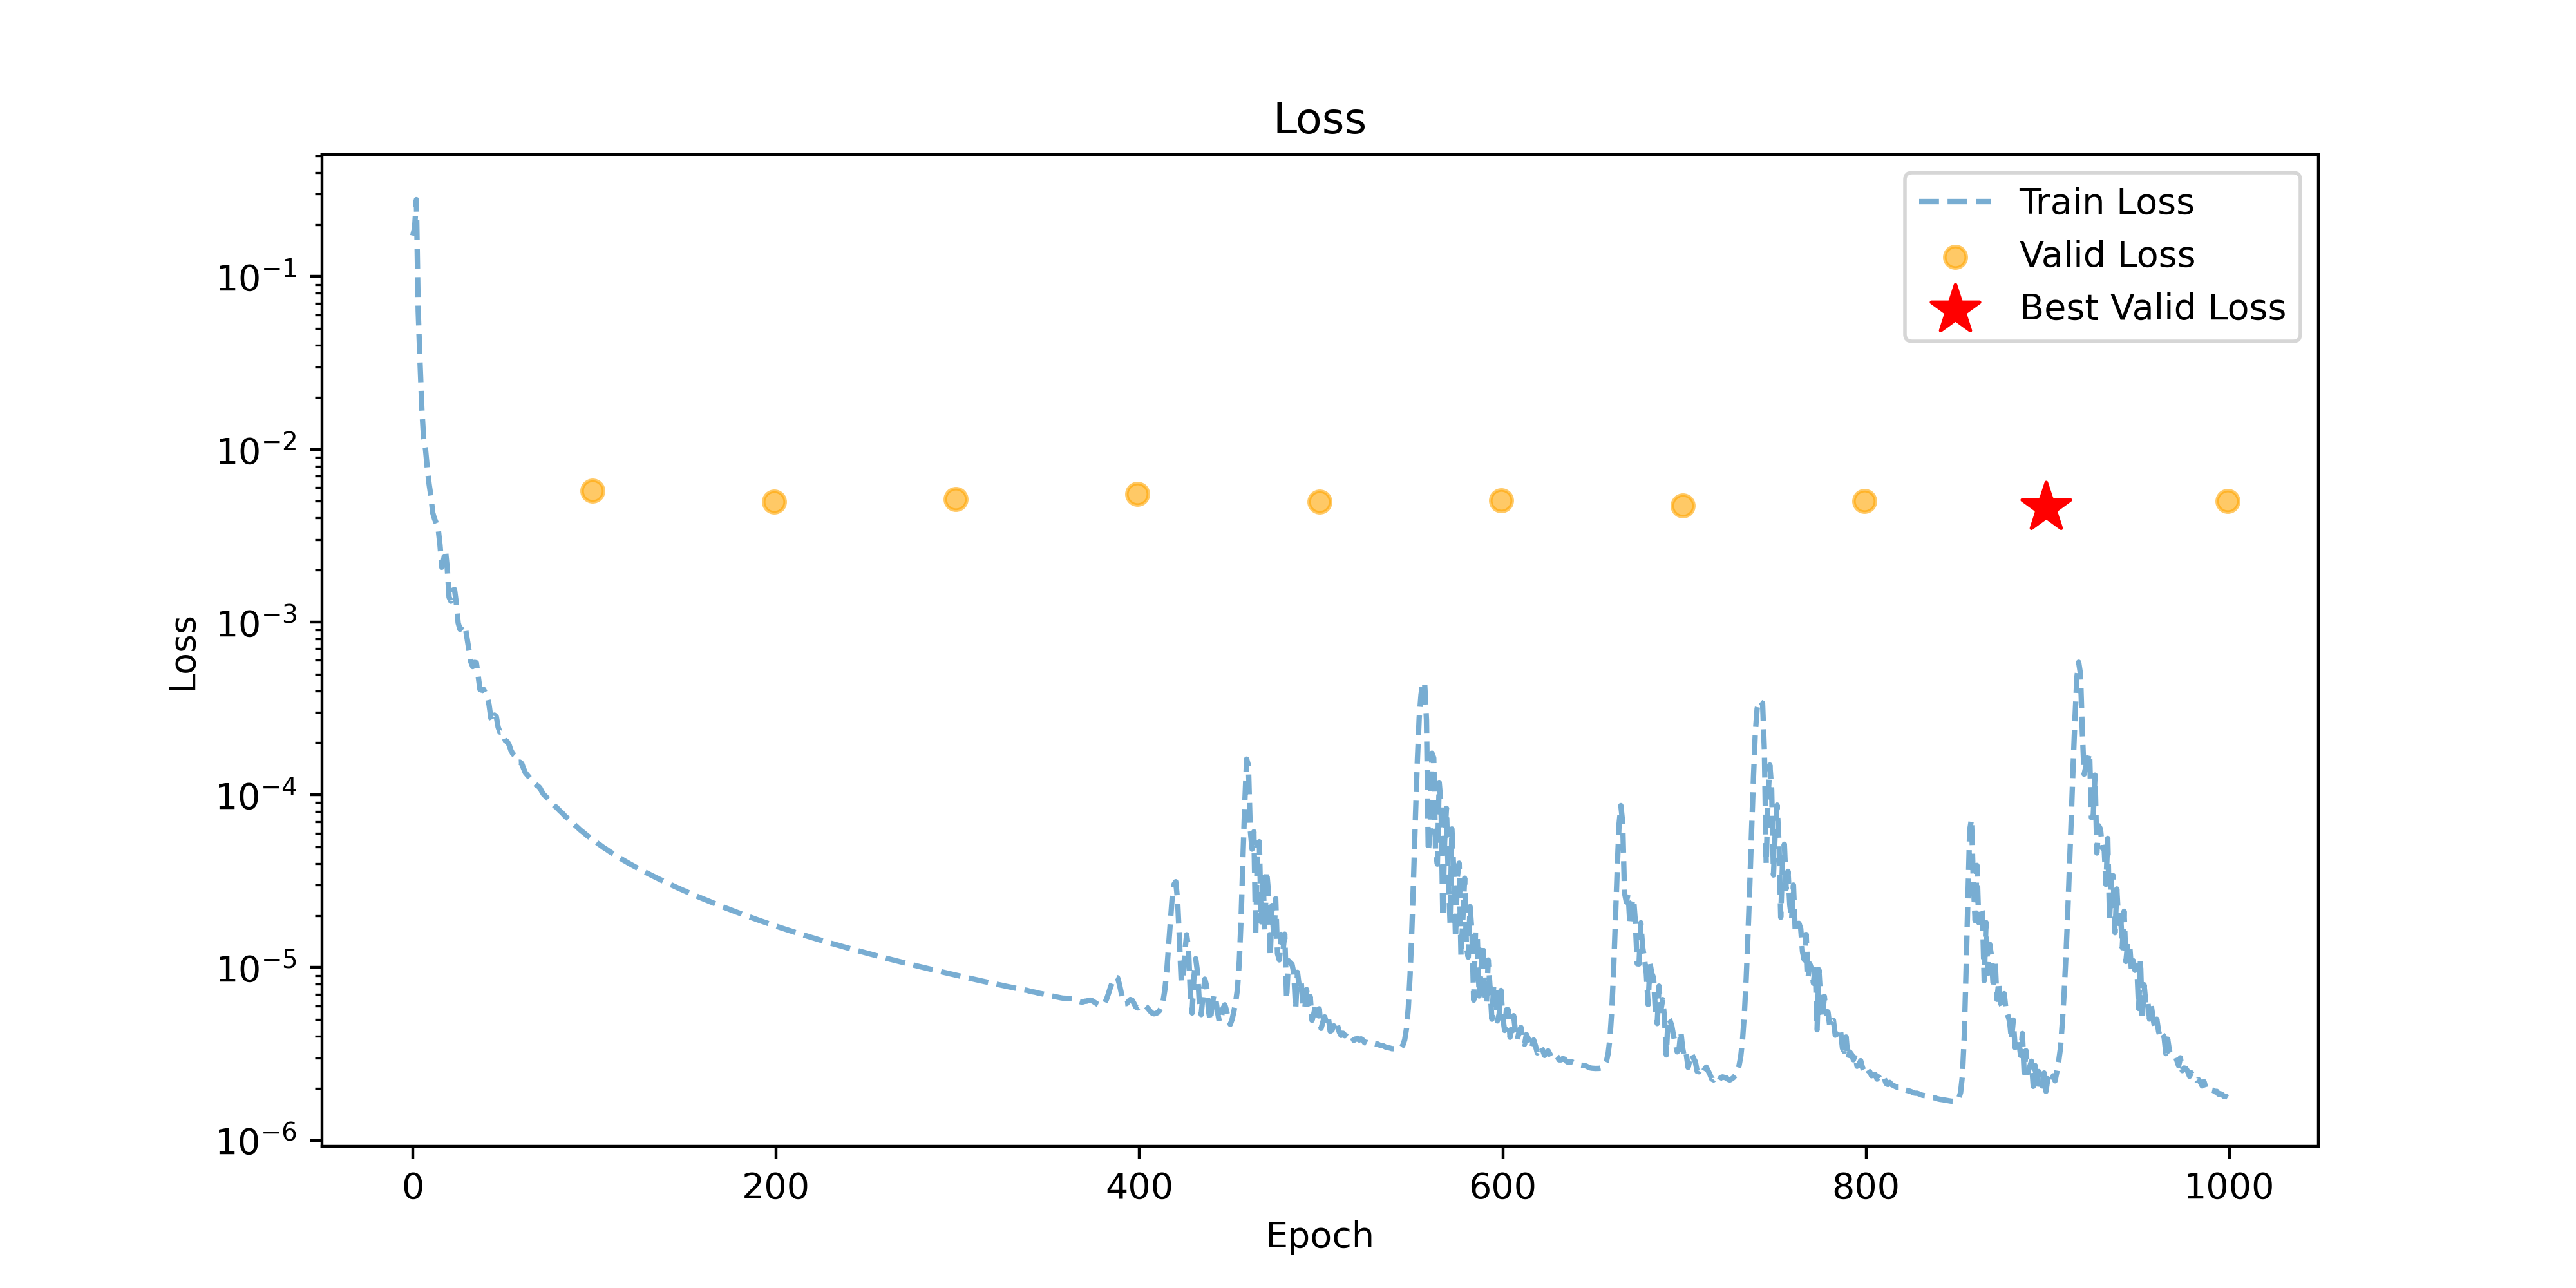 Loss
Train Loss
Valid Loss
Best Valid Loss
Loss
10⁻¹
10⁻²
10⁻³
10⁻⁴
10⁻⁵
10⁻⁶
0 200 400 600 800 1000
Epoch